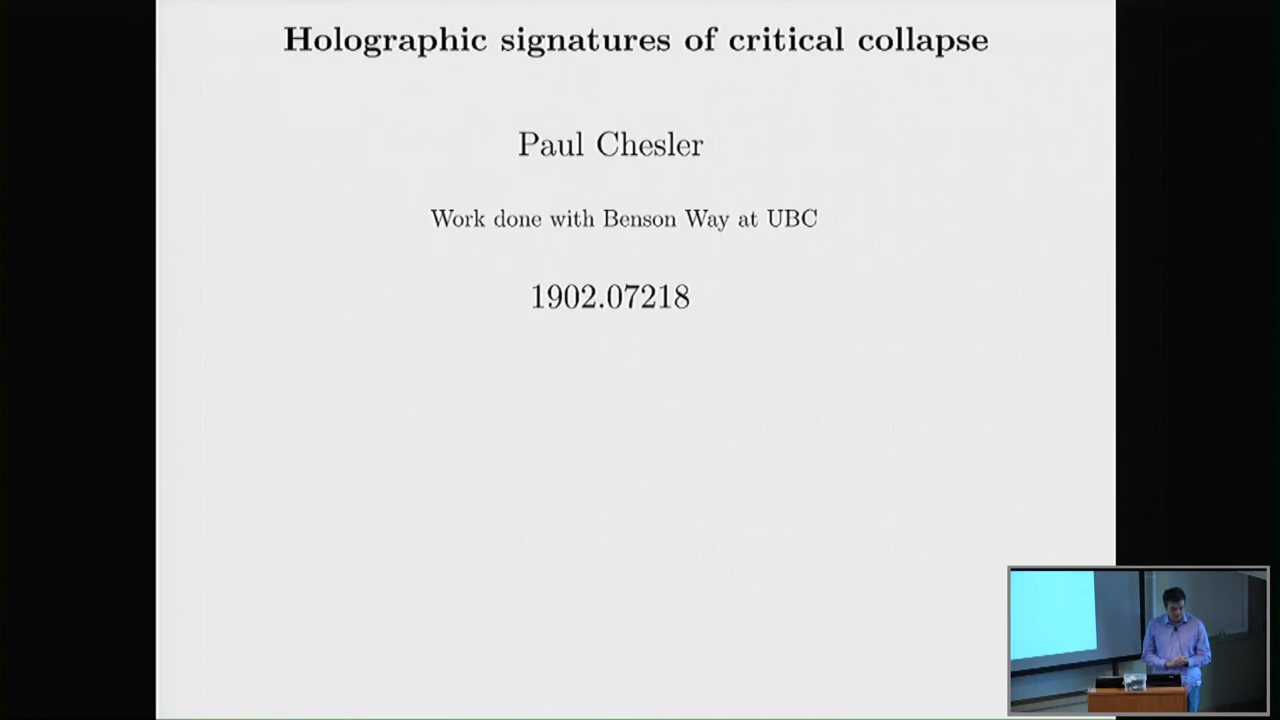 Holographic signatures of critical collapse
Paul Chesler
Work done with Benson Way at UBC
1902.07218